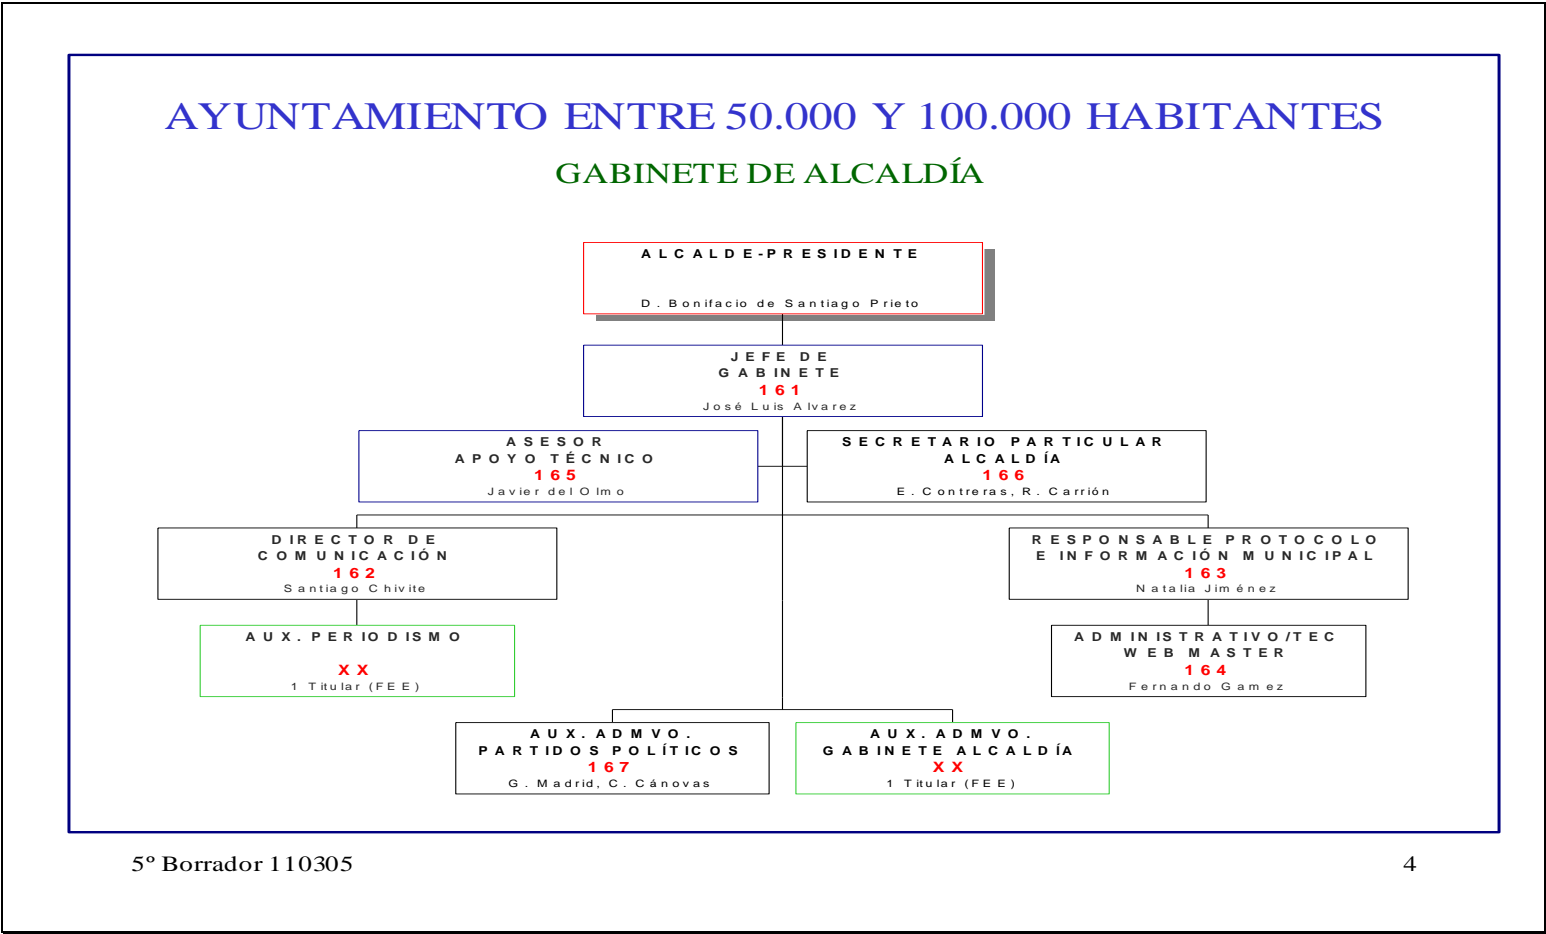 AYUNTAMIENTO ENTRE 50.000 Y 100.000 HABITANTES
GABINETE DE ALCALDÍA
ALCALDE-PRESIDENTE
D. Bonifacio de Santiago Prieto
JEFE DE
GABINETE
161
José Luis Alvarez
ASESOR
APOYO TÉCNICO
165
Javier del Olmo
SECRETARIO PARTICULAR
ALCALDÍA
166
E. Contreras, R. Carrión
DIRECTOR DE
COMUNICACIÓN
162
Santiago Chivite
RESPONSABLE PROTOCOLO
E INFORMACIÓN MUNICIPAL
163
Natalia Jiménez
AUX. PERIODISMO
XX
1 Titular (FEE)
ADMINISTRATIVO/TEC
WEB MASTER
164
Fernando Gamez
AUX. ADMVO.
PARTIDOS POLÍTICOS
167
G. Madrid, C. Cánovas
AUX. ADMVO.
GABINETE ALCALDÍA
XX
1 Titular (FEE)
5º Borrador 110305
4